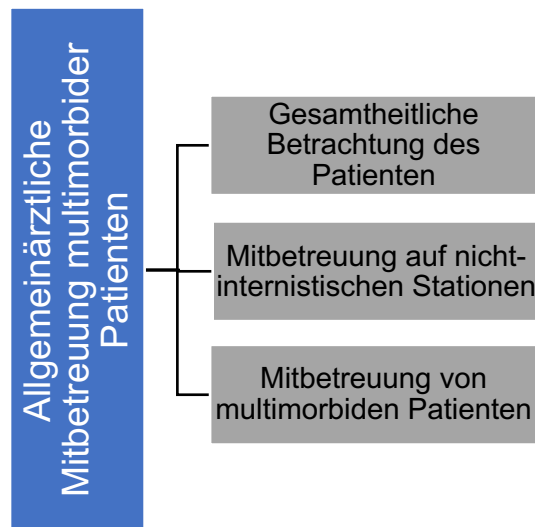 Allgemeinärztliche
Mitbetreuung multimorbider
Patienten
Gesamtheitliche
Betrachtung des
Patienten
Mitbetreuung auf nicht-
internistischen Stationen
Mitbetreuung von
multimorbiden Patienten